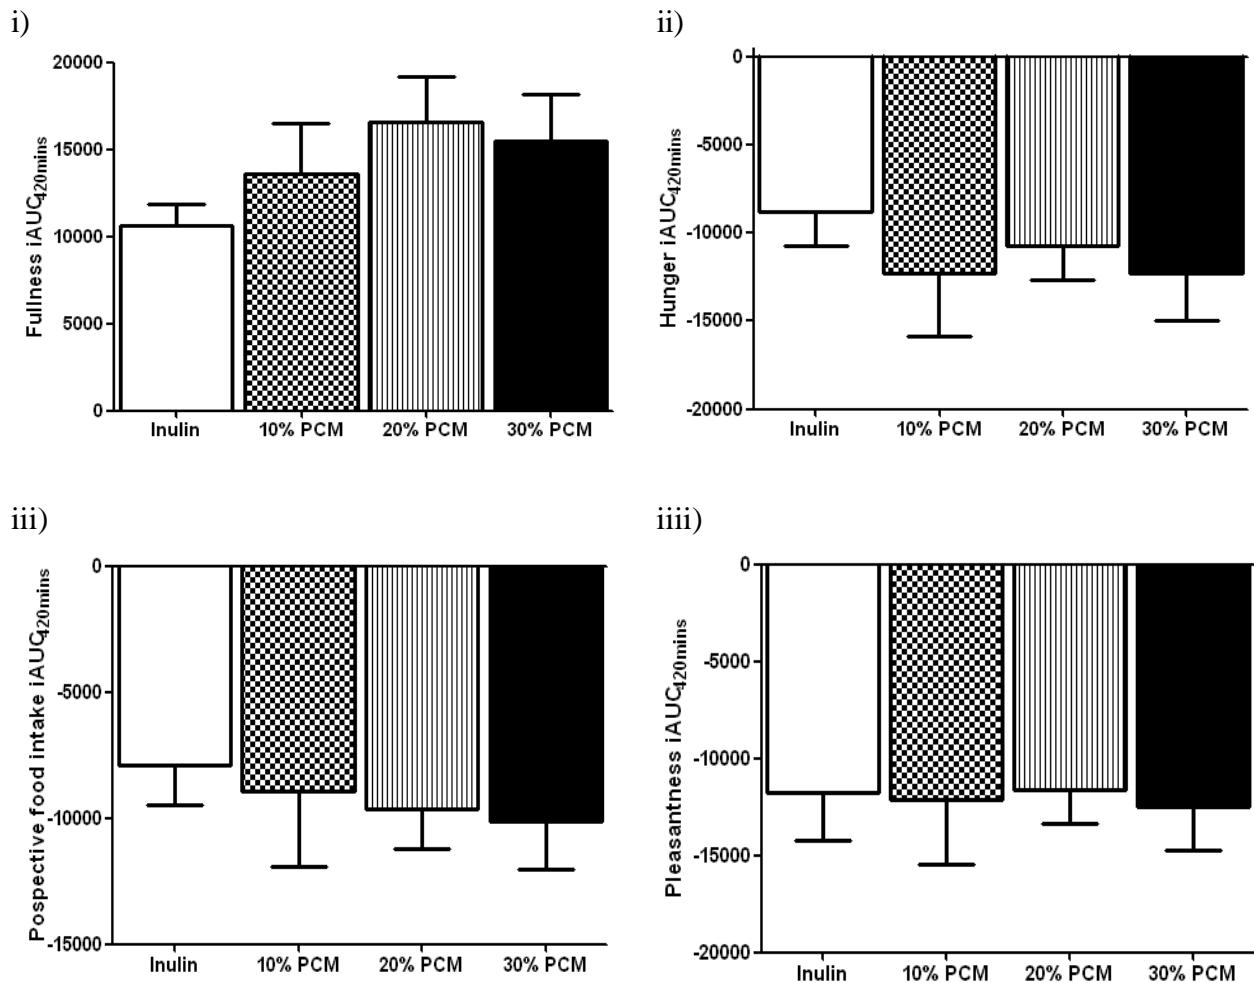 i)
Fullness iAUC420mins
20000
15000
10000
5000
0
Inulin 10% PCM 20% PCM 30% PCM
ii)
Hunger iAUC420mins
0
-5000
-10000
-15000
-20000
Inulin 10% PCM 20% PCM 30% PCM
iii)
Pospective food intake iAUC420mins
0
-5000
-10000
-15000
Inulin 10% PCM 20% PCM 30% PCM
iiii)
Pleasantness iAUC420mins
0
-5000
-10000
-15000
-20000
Inulin 10% PCM 20% PCM 30% PCM